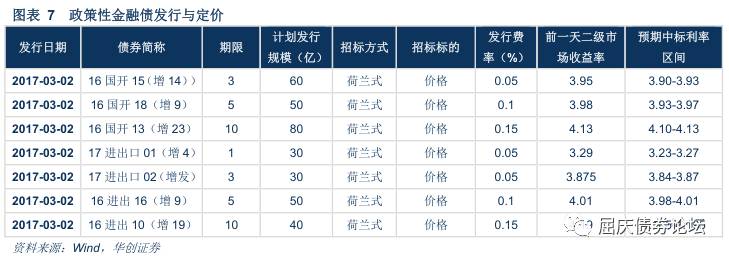 图表 7 政策性金融债发行与定价
发行日期 债券简称 期限 计划发行规模（亿） 招标方式 招标标的 发行费率（%） 前一天二级市场收益率 预期中标利率区间
2017-03-02 16 国开 15（增 14）） 3 60 荷兰式 价格 0.05 3.95 3.90-3.93
2017-03-02 16 国开 18（增 9） 5 50 荷兰式 价格 0.1 3.98 3.93-3.97
2017-03-02 16 国开 13（增 23） 10 80 荷兰式 价格 0.15 4.13 4.10-4.13
2017-03-02 17 进出口 01（增 4） 1 30 荷兰式 价格 0.05 3.29 3.23-3.27
2017-03-02 17 进出口 02（增发） 3 30 荷兰式 价格 0.05 3.875 3.84-3.87
2017-03-02 16 进出 16（增 9） 5 50 荷兰式 价格 0.1 4.01 3.98-4.01
2017-03-02 16 进出 10（增 19） 10 40 荷兰式 价格 0.15
屈庆债券论坛
资料来源：Wind，华创证券